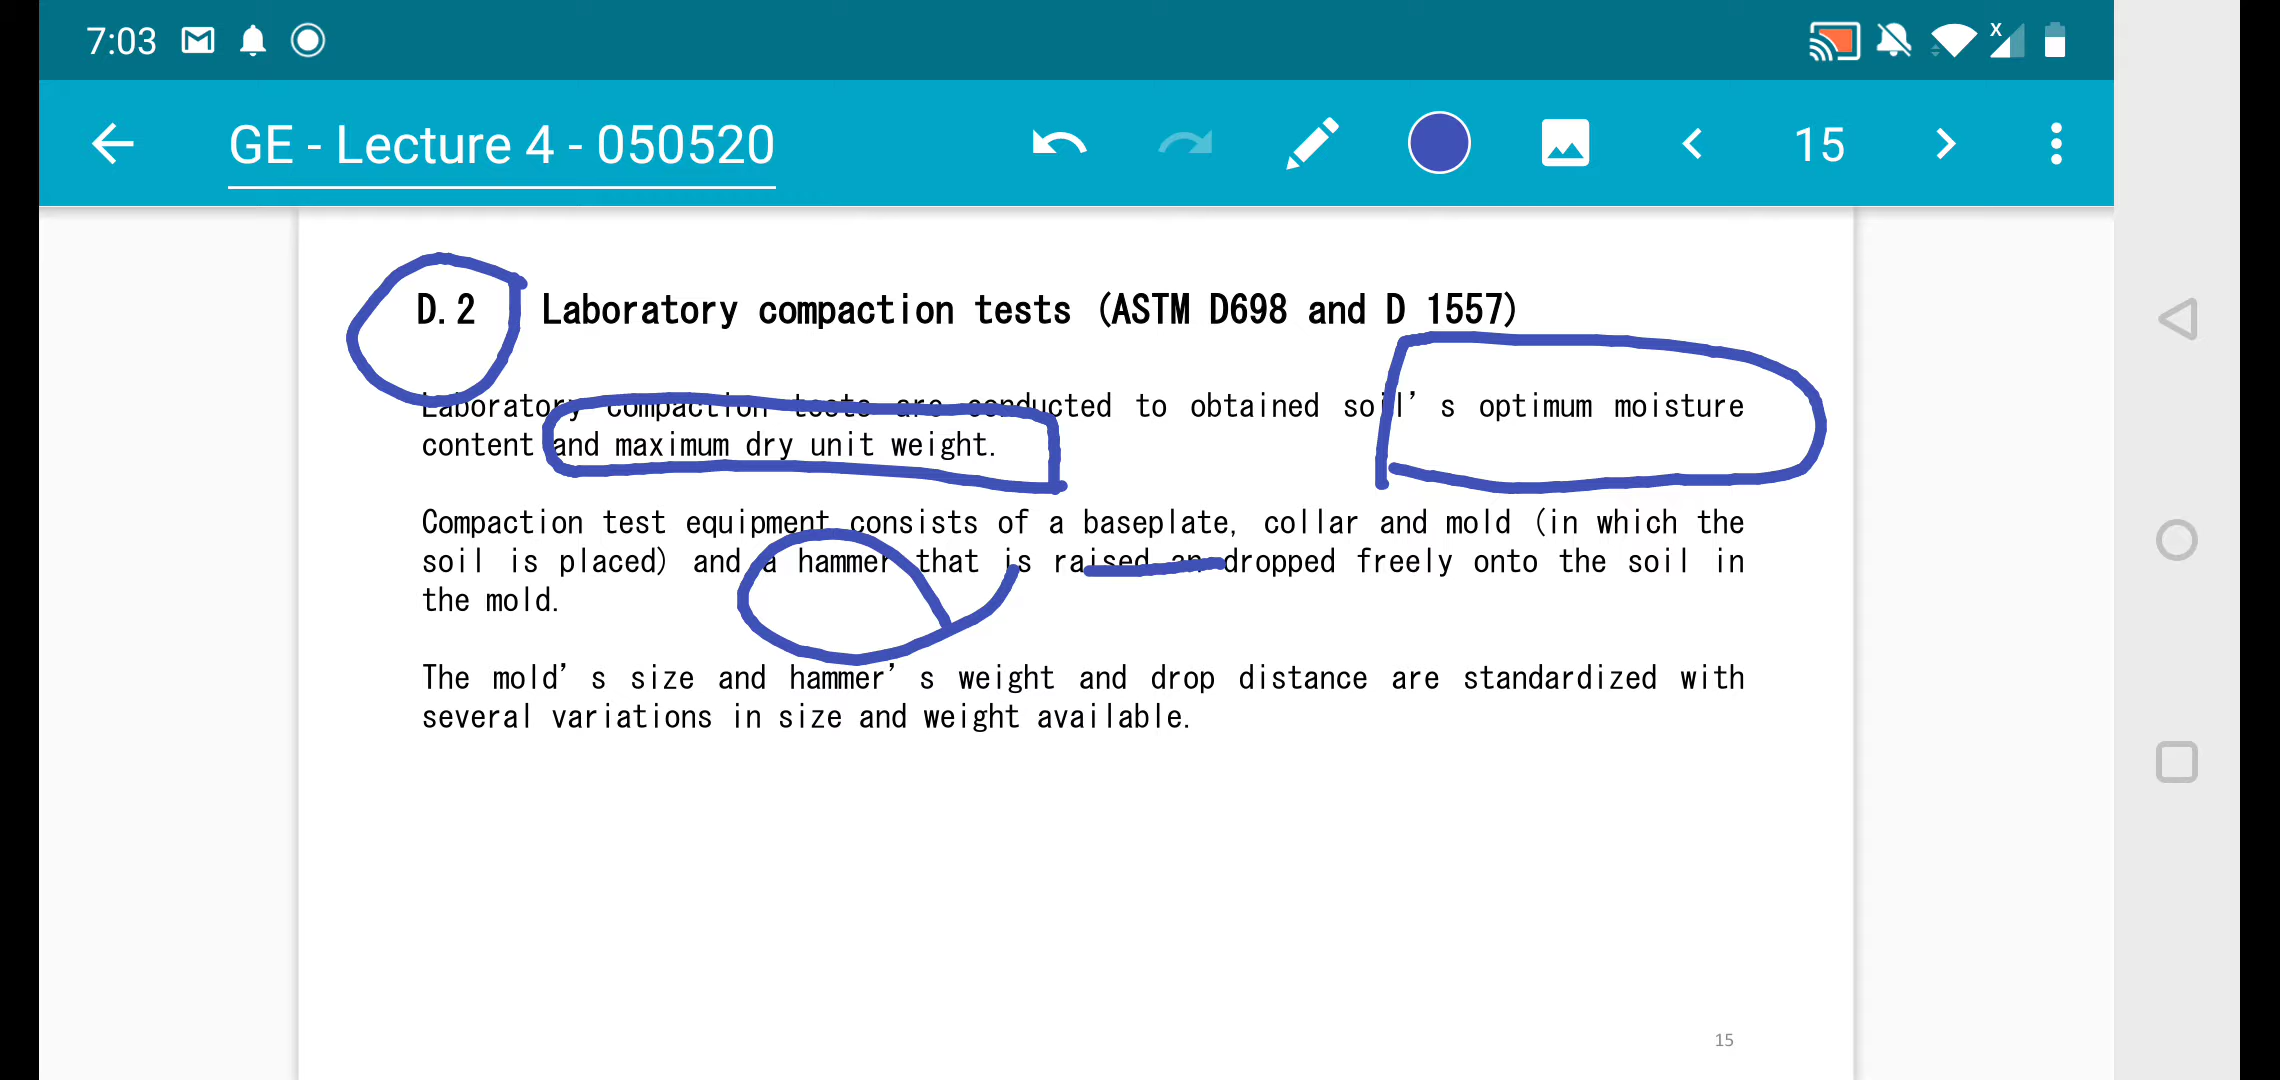 7:03
GE - Lecture 4 - 050520
15
D.2 Laboratory compaction tests (ASTM D698 and D 1557)
Laboratory compaction tests are conducted to obtained soil's optimum moisture
content and maximum dry unit weight.
Compaction test equipment consists of a baseplate, collar and mold (in which the
soil is placed) and a hammer that is raised an dropped freely onto the soil in
the mold.
The mold's size and hammer's weight and drop distance are standardized with
several variations in size and weight available.
15